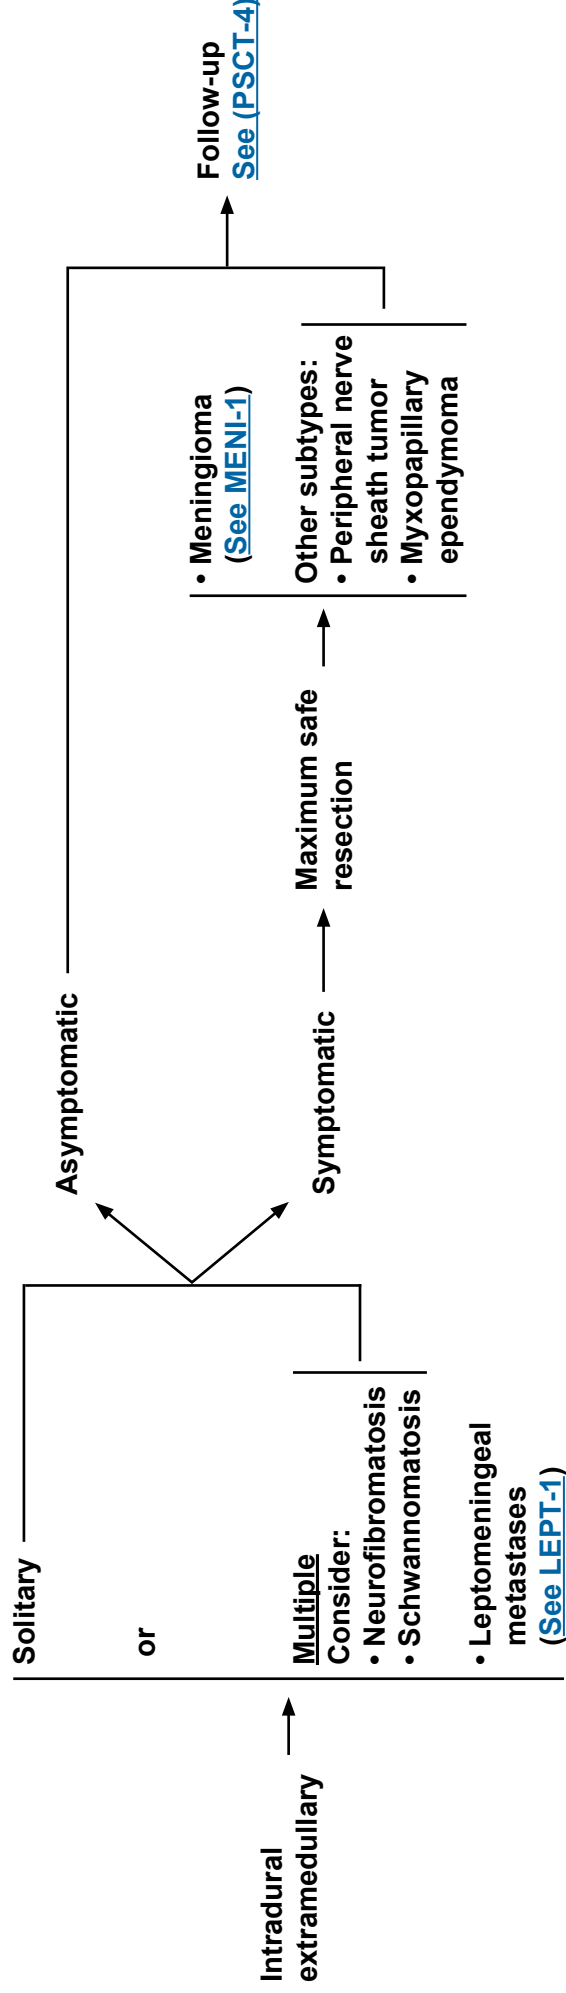 Intradural
extramedullary
Solitary
or
Multiple
Consider:
• Neurofibromatosis
• Schwannomatosis
• Leptomeningeal
metastases
(See LEPT-1)
Asymptomatic
Symptomatic
Maximum safe
resection
• Meningioma
(See MENI-1)
Other subtypes:
• Peripheral nerve
sheath tumor
• Myxopapillary
ependymoma
Follow-up
See (PSCT-4)